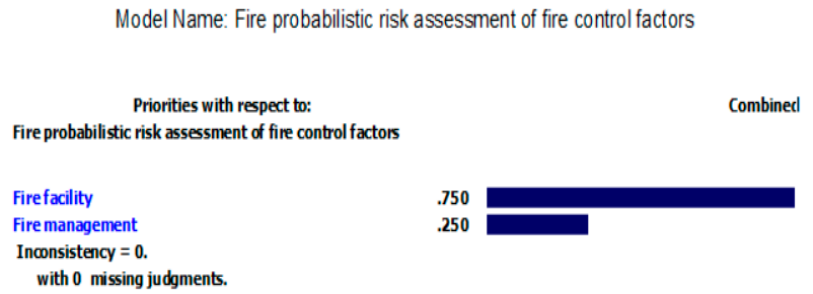 Model Name: Fire probabilistic risk assessment of fire control factors
Priorities with respect to: Combined
Fire probabilistic risk assessment of fire control factors
Fire facility .750
Fire management .250
Inconsistency = 0.
with 0 missing judgments.